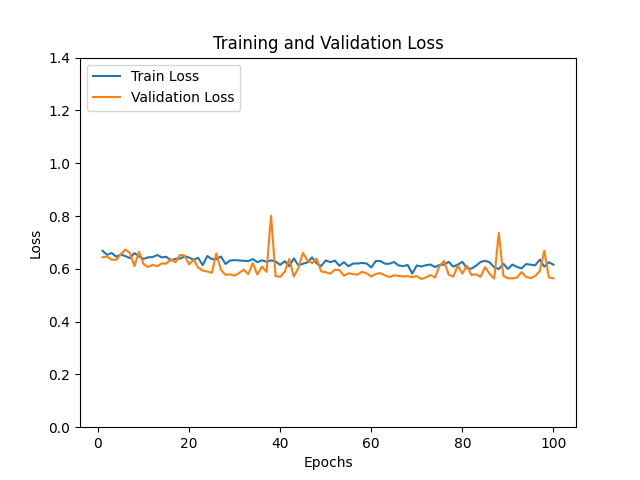 Training and Validation Loss
Train Loss
Validation Loss
1.4
1.2
1.0
0.8
0.6
0.4
0.2
0.0
Loss
0 20 40 60 80 100
Epochs